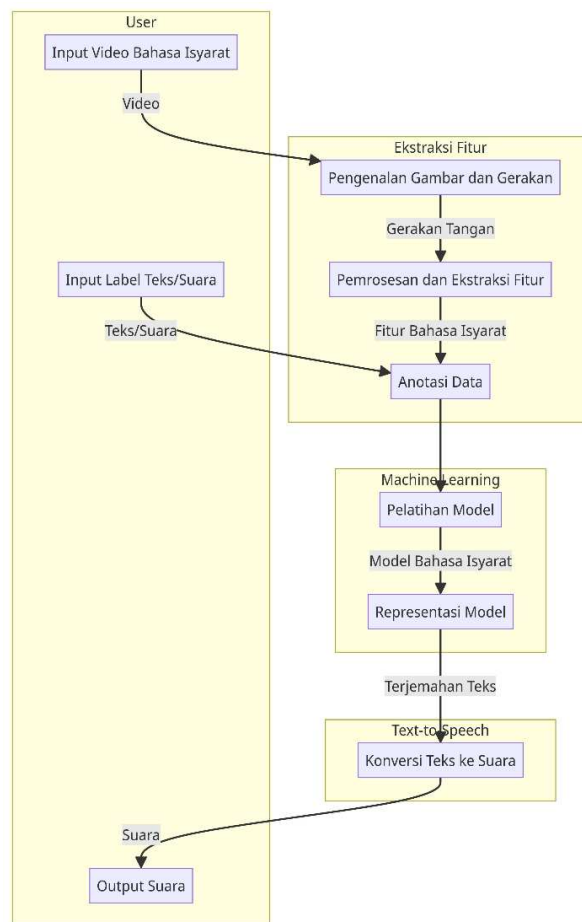 User
Input Video Bahasa Isyarat
Video
Ekstraksi Fitur
Pengenalan Gambar dan Gerakan
Gerakan Tangan
Input Label Teks/Suara
Pemrosesan dan Ekstraksi Fitur
Teks/Suara
Fitur Bahasa Isyarat
Anotasi Data
Machine Learning
Pelatihan Model
Model Bahasa Isyarat
Representasi Model
Terjemahan Teks
Text-to Speech
Konversi Teks ke Suara
Suara
Output Suara